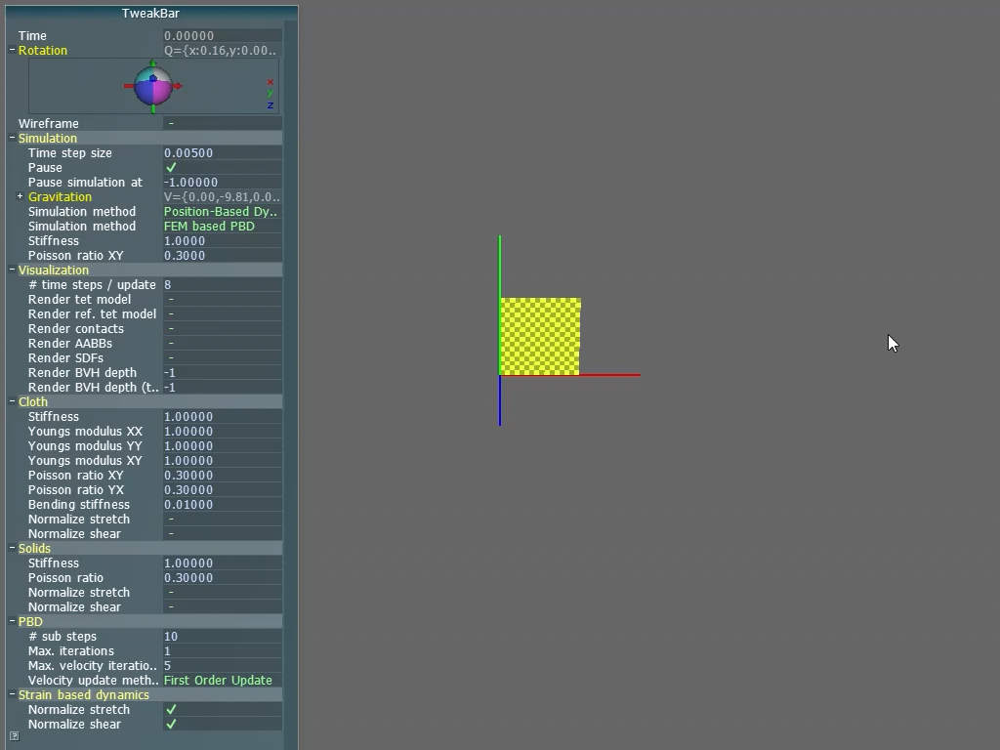 TweakBar
Time 0.00000
Rotation Q={x:0.16,y:0.00..
x
y
z
Wireframe -
Simulation
Time step size 0.00500
Pause ✓
Pause simulation at -1.00000
Gravitation V={0.00,-9.81,0.0..
Simulation method Position-Based Dy..
Simulation method FEM based PBD
Stiffness 1.0000
Poisson ratio XY 0.3000
Visualization
# time steps / update 8
Render tet model -
Render ref. tet model -
Render contacts -
Render AABBs -
Render SDFs -
Render BVH depth -1
Render BVH depth (t.. -1
Cloth
Stiffness 1.00000
Youngs modulus XX 1.00000
Youngs modulus YY 1.00000
Youngs modulus XY 1.00000
Poisson ratio XY 0.30000
Poisson ratio YX 0.30000
Bending stiffness 0.01000
Normalize stretch -
Normalize shear -
Solids
Stiffness 1.00000
Poisson ratio 0.30000
Normalize stretch -
Normalize shear -
PBD
# sub steps 10
Max. iterations 1
Max. velocity iteratio.. 5
Velocity update meth.. First Order Update
Strain based dynamics
Normalize stretch ✓
Normalize shear ✓
?